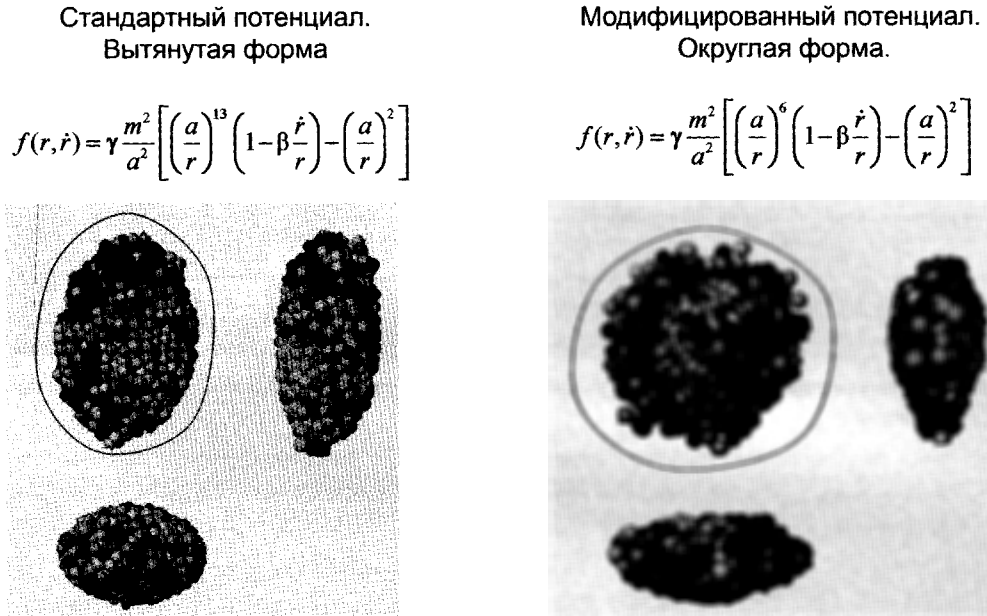 Стандартный потенциал.
Вытянутая форма
f(r,ṙ) = γ m²/a² [(a/r)¹³ (1−β ṙ/r) − (a/r)²]
Модифицированный потенциал.
Округлая форма.
f(r,ṙ) = γ m²/a² [(a/r)⁶ (1−β ṙ/r) − (a/r)²]